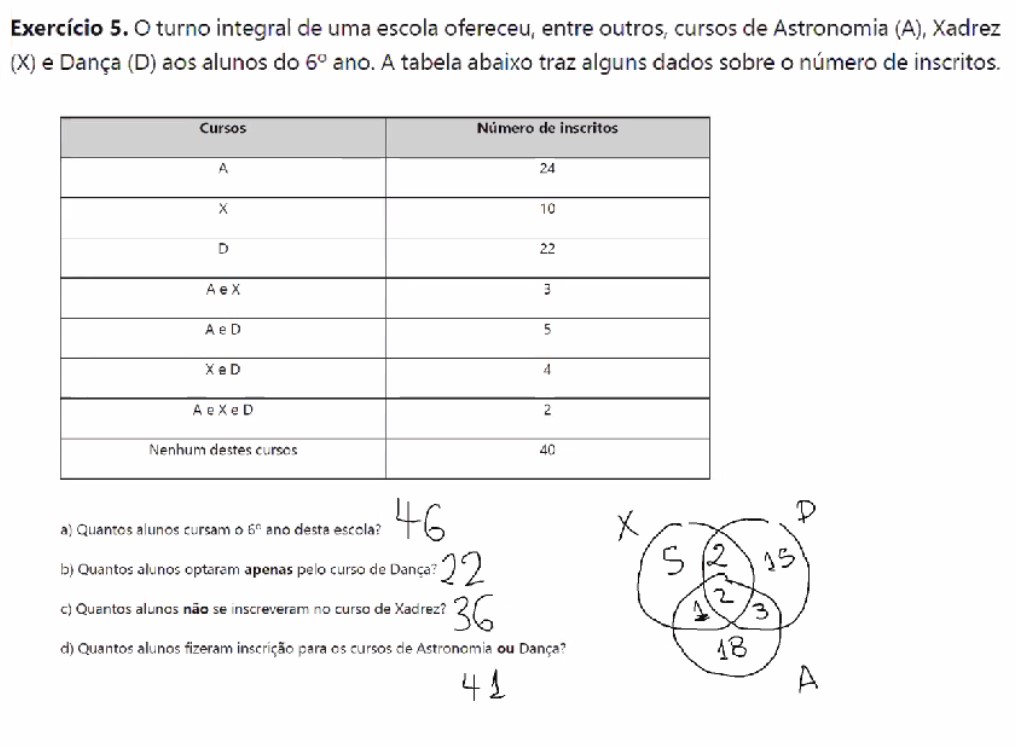 Exercício 5. O turno integral de uma escola ofereceu, entre outros, cursos de Astronomia (A), Xadrez
(X) e Dança (D) aos alunos do 6º ano. A tabela abaixo traz alguns dados sobre o número de inscritos.
Cursos Número de inscritos
A 24
X 10
D 22
A e X 3
A e D 5
X e D 4
A e X e D 2
Nenhum destes cursos 40
a) Quantos alunos cursam o 6º ano desta escola? 46
b) Quantos alunos optaram apenas pelo curso de Dança? 22
c) Quantos alunos não se inscreveram no curso de Xadrez? 36
d) Quantos alunos fizeram inscrição para os cursos de Astronomia ou Dança?
41
X D
5 2 15
2
1 3
18
A